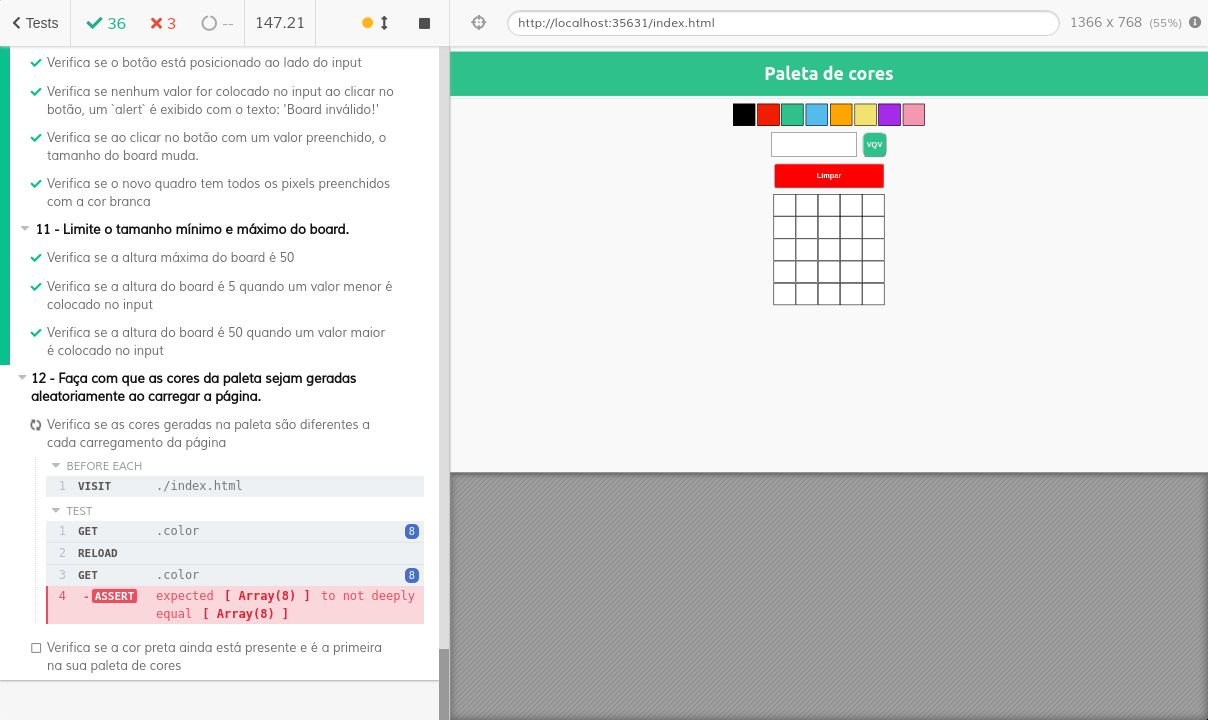 Tests
36
3
--
147.21
http://localhost:35631/index.html
1366 x 768 (55%)
Verifica se o botão está posicionado ao lado do input
Verifica se nenhum valor for colocado no input ao clicar no
botão, um `alert` é exibido com o texto: 'Board inválido!'
Verifica se ao clicar no botão com um valor preenchido, o
tamanho do board muda.
Verifica se o novo quadro tem todos os pixels preenchidos
com a cor branca
11 - Limite o tamanho mínimo e máximo do board.
Verifica se a altura máxima do board é 50
Verifica se a altura do board é 5 quando um valor menor é
colocado no input
Verifica se a altura do board é 50 quando um valor maior
é colocado no input
12 - Faça com que as cores da paleta sejam geradas
aleatoriamente ao carregar a página.
Verifica se as cores geradas na paleta são diferentes a
cada carregamento da página
BEFORE EACH
1 VISIT ./index.html
TEST
1 GET .color 8
2 RELOAD
3 GET .color 8
4 -ASSERT expected [ Array(8) ] to not deeply
equal [ Array(8) ]
Verifica se a cor preta ainda está presente e é a primeira
na sua paleta de cores
Paleta de cores
VQV
Limpar